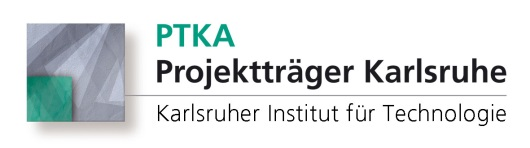 PTKA
Projektträger Karlsruhe
Karlsruher Institut für Technologie